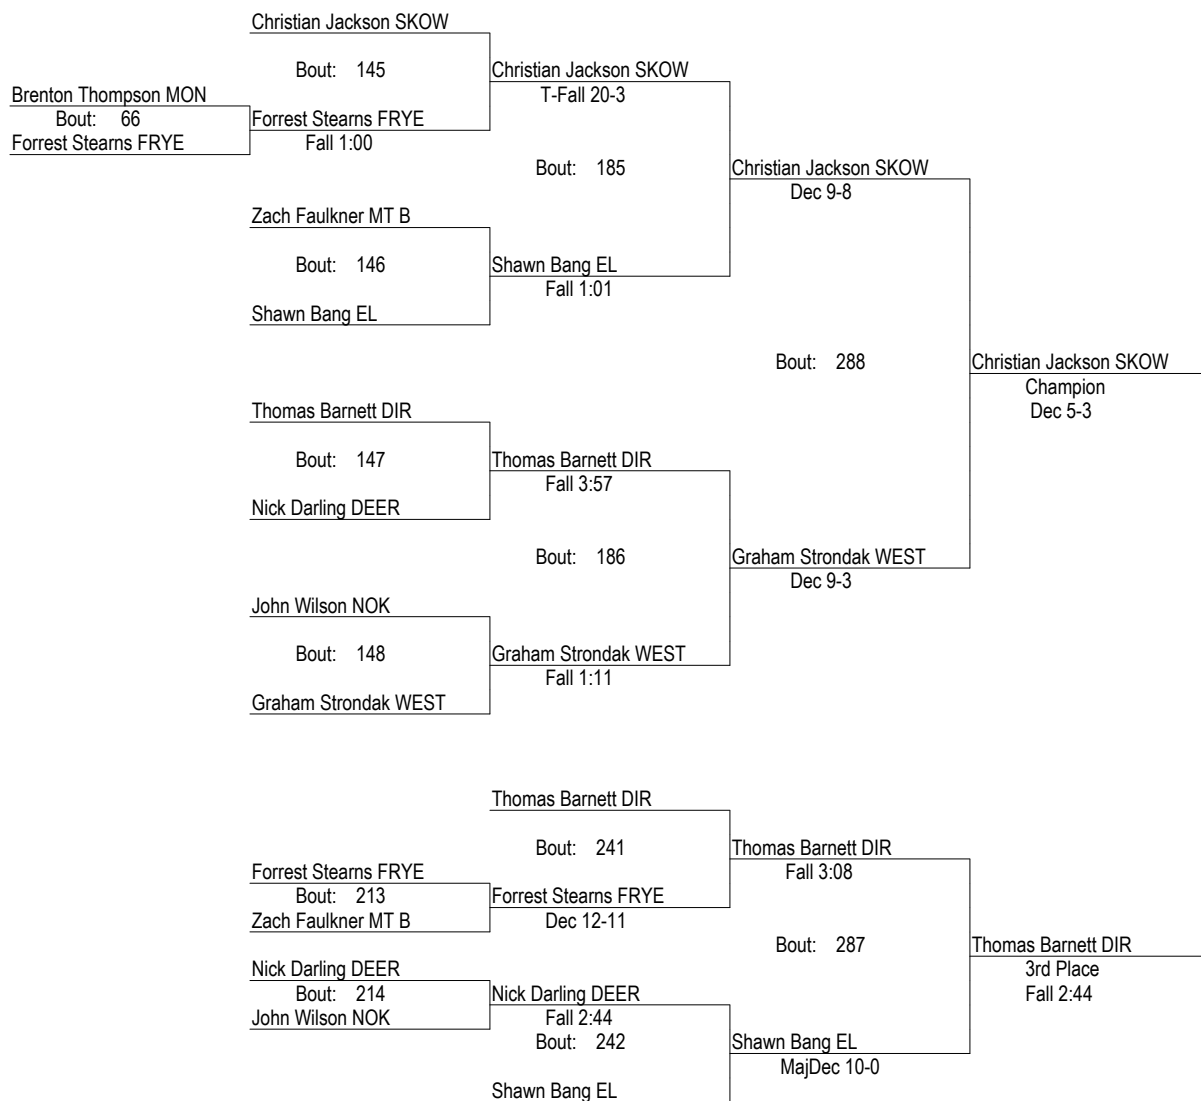 Christian Jackson SKOW
Bout: 145
Christian Jackson SKOW
T-Fall 20-3
Brenton Thompson MON
Bout: 66
Forrest Stearns FRYE
Forrest Stearns FRYE
Fall 1:00
Bout: 185
Christian Jackson SKOW
Dec 9-8
Zach Faulkner MT B
Bout: 146
Shawn Bang EL
Fall 1:01
Shawn Bang EL
Bout: 288
Christian Jackson SKOW
Champion
Dec 5-3
Thomas Barnett DIR
Bout: 147
Thomas Barnett DIR
Fall 3:57
Nick Darling DEER
Bout: 186
Graham Strondak WEST
Dec 9-3
John Wilson NOK
Bout: 148
Graham Strondak WEST
Fall 1:11
Graham Strondak WEST
Thomas Barnett DIR
Bout: 241
Thomas Barnett DIR
Fall 3:08
Forrest Stearns FRYE
Bout: 213
Zach Faulkner MT B
Forrest Stearns FRYE
Dec 12-11
Bout: 287
Thomas Barnett DIR
3rd Place
Fall 2:44
Nick Darling DEER
Bout: 214
John Wilson NOK
Nick Darling DEER
Fall 2:44
Bout: 242
Shawn Bang EL
MajDec 10-0
Shawn Bang EL